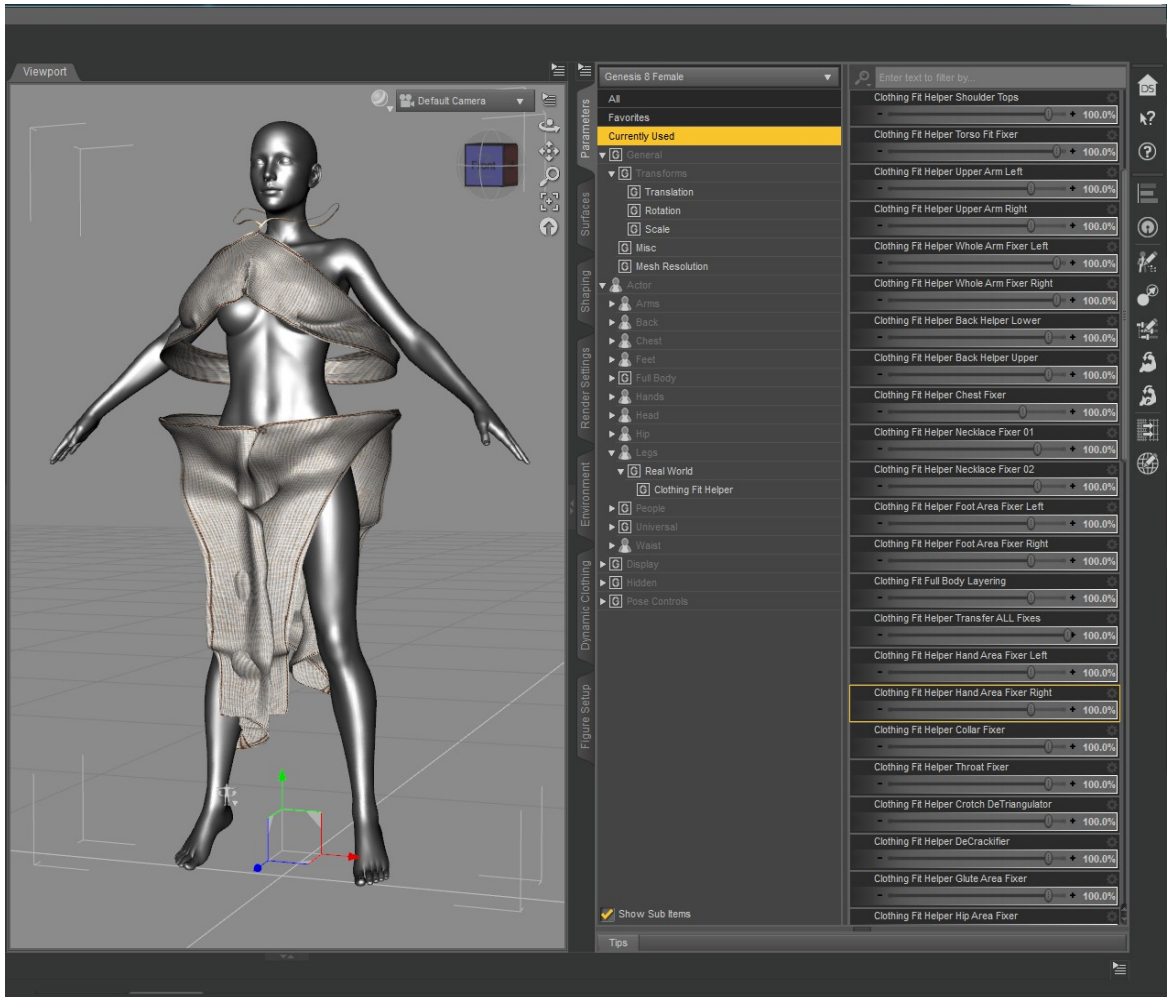 Viewport
Default Camera
Front
Parameters
Surfaces
Shaping
Render Settings
Environment
Dynamic Clothing
Figure Setup
Genesis 8 Female
All
Favorites
Currently Used
G General
G Transforms
G Translation
G Rotation
G Scale
G Misc
G Mesh Resolution
Actor
Arms
Back
Chest
Feet
G Full Body
Hands
Head
Hip
Legs
G Real World
G Clothing Fit Helper
G People
G Universal
Waist
G Display
G Hidden
G Pose Controls
Show Sub Items
Tips
Enter text to filter by...
Clothing Fit Helper Shoulder Tops
- + 100.0%
Clothing Fit Helper Torso Fit Fixer
- + 100.0%
Clothing Fit Helper Upper Arm Left
- + 100.0%
Clothing Fit Helper Upper Arm Right
- + 100.0%
Clothing Fit Helper Whole Arm Fixer Left
- + 100.0%
Clothing Fit Helper Whole Arm Fixer Right
- + 100.0%
Clothing Fit Helper Back Helper Lower
- + 100.0%
Clothing Fit Helper Back Helper Upper
- + 100.0%
Clothing Fit Helper Chest Fixer
- + 100.0%
Clothing Fit Helper Necklace Fixer 01
- + 100.0%
Clothing Fit Helper Necklace Fixer 02
- + 100.0%
Clothing Fit Helper Foot Area Fixer Left
- + 100.0%
Clothing Fit Helper Foot Area Fixer Right
- + 100.0%
Clothing Fit Full Body Layering
- + 100.0%
Clothing Fit Helper Transfer ALL Fixes
- 100.0%
Clothing Fit Helper Hand Area Fixer Left
- + 100.0%
Clothing Fit Helper Hand Area Fixer Right
- + 100.0%
Clothing Fit Helper Collar Fixer
- + 100.0%
Clothing Fit Helper Throat Fixer
- + 100.0%
Clothing Fit Helper Crotch DeTriangulator
- + 100.0%
Clothing Fit Helper DeCrackifier
- + 100.0%
Clothing Fit Helper Glute Area Fixer
- + 100.0%
Clothing Fit Helper Hip Area Fixer
DS
?
?